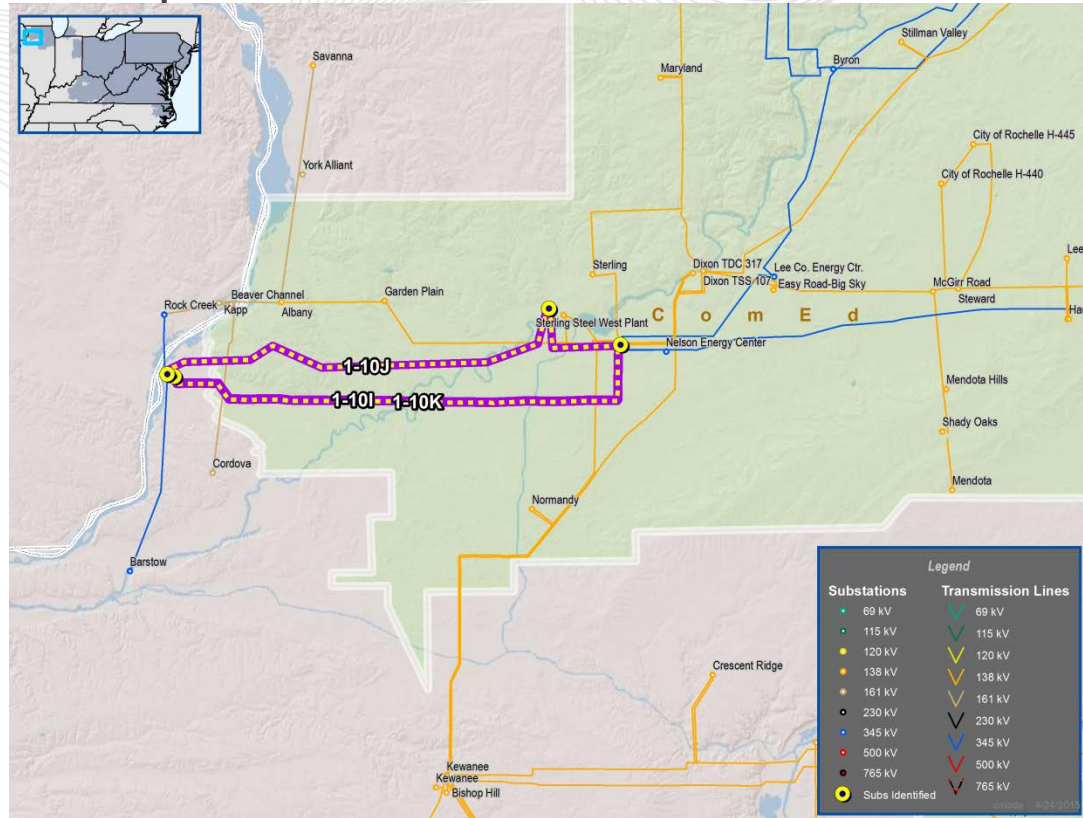 Savanna
Stillman Valley
Maryland
Byron
City of Rochelle H-445
York Alliant
City of Rochelle H-440
Sterling
Dixon TDC 317
Dixon TSS 107
Lee Co. Energy Ctr.
Easy Road-Big Sky
Lee
McGirr Road
Steward
Rock Creek
Beaver Channel
Kapp
Albany
Garden Plain
Sterling Steel West Plant
C o m E d
Nelson Energy Center
1-10J
1-10I
1-10K
Mendota Hills
Shady Oaks
Mendota
Cordova
Normandy
Barstow
Crescent Ridge
Kewanee
Kewanee
Bishop Hill
Legend
Substations
69 kV
115 kV
120 kV
138 kV
161 kV
230 kV
345 kV
500 kV
765 kV
Subs Identified
Transmission Lines
69 kV
115 kV
120 kV
138 kV
161 kV
230 kV
345 kV
500 kV
765 kV
4/24/2015